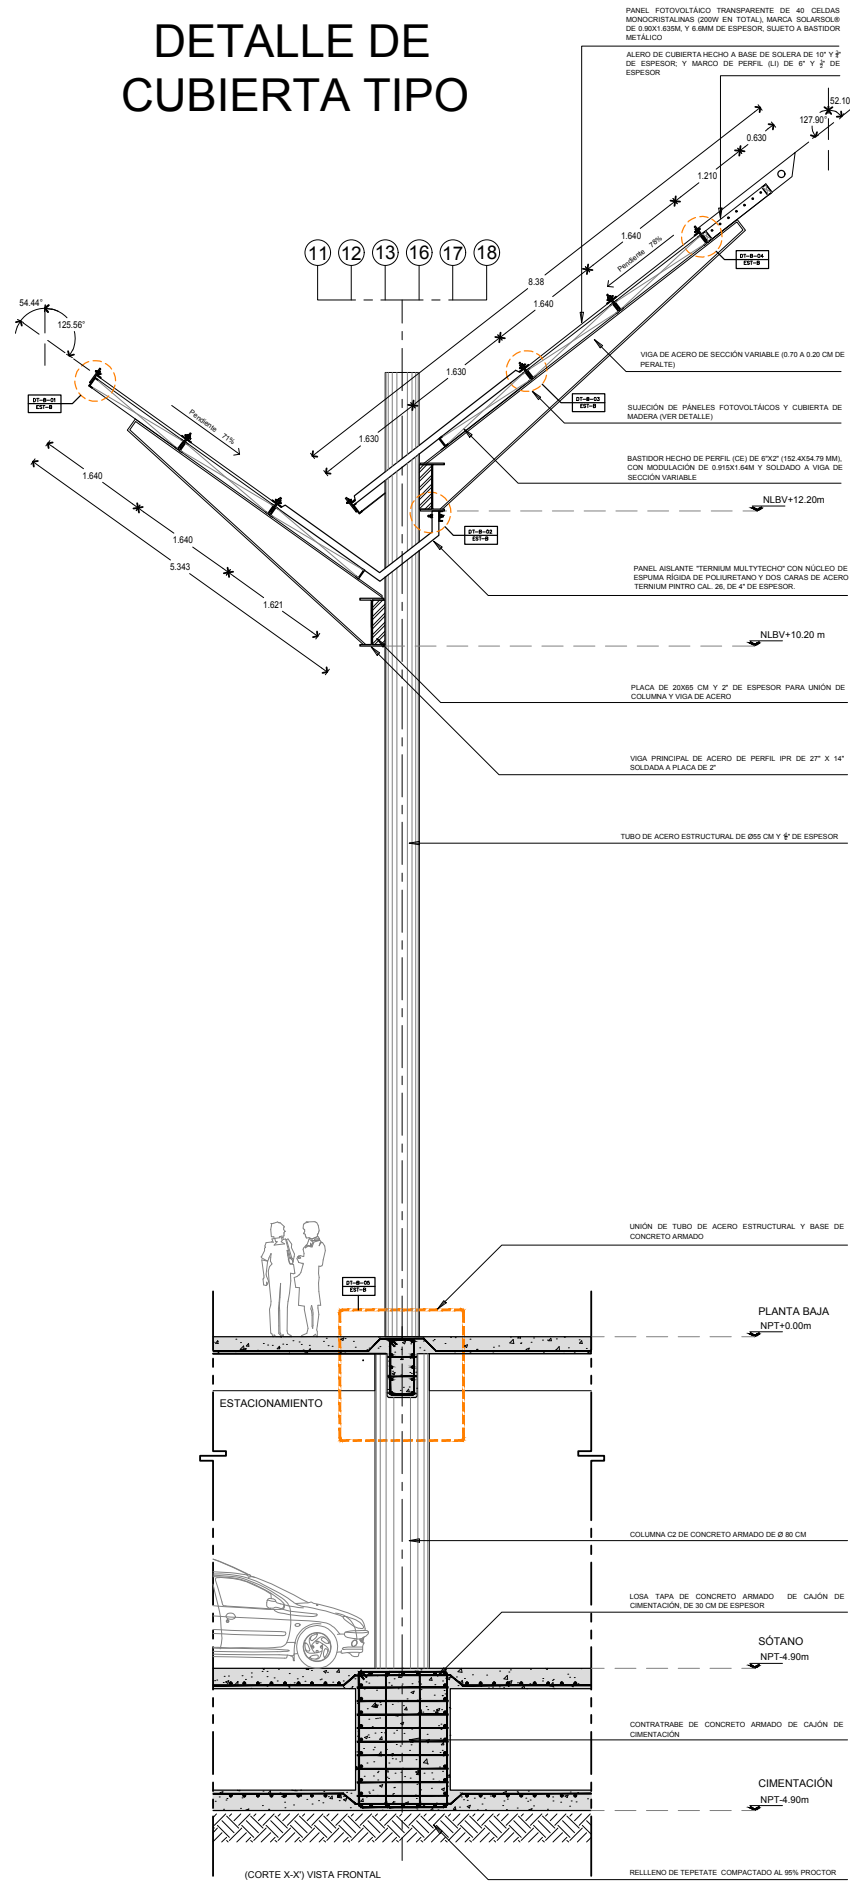 DETALLE DE
CUBIERTA TIPO
PANEL FOTOVOLTÁICO TRANSPARENTE DE 40 CELDAS
MONOCRISTALINAS (200W EN TOTAL), MARCA SOLARSOL®
DE 0.90X1.635M, Y 6.6MM DE ESPESOR, SUJETO A BASTIDOR
METÁLICO
ALERO DE CUBIERTA HECHO A BASE DE SOLERA DE 10" Y
DE ESPESOR; Y MARCO DE PERFIL (LI) DE 6" Y DE
ESPESOR
52.10
127.90°
0.630
1.210
1.640
Pendiente 78%
8.38
1.640
1.630
1.630
DT-B-04
EST-B
11 12 13 16 17 18
54.44°
125.56°
DT-B-01
EST-B
Pendiente 71%
VIGA DE ACERO DE SECCIÓN VARIABLE (0.70 A 0.20 CM DE
PERALTE)
DT-B-03
EST-B
SUJECIÓN DE PÁNELES FOTOVOLTÁICOS Y CUBIERTA DE
MADERA (VER DETALLE)
BASTIDOR HECHO DE PERFIL (CE) DE 6"X2" (152.4X54.79 MM),
CON MODULACIÓN DE 0.915X1.64M Y SOLDADO A VIGA DE
SECCIÓN VARIABLE
1.640
1.640
5.343
1.621
NLBV+12.20m
DT-B-02
EST-B
PANEL AISLANTE "TERNIUM MULTYTECHO" CON NÚCLEO DE
ESPUMA RÍGIDA DE POLIURETANO Y DOS CARAS DE ACERO
TERNIUM PINTRO CAL. 26, DE 4" DE ESPESOR.
NLBV+10.20 m
PLACA DE 20X65 CM Y 2" DE ESPESOR PARA UNIÓN DE
COLUMNA Y VIGA DE ACERO
VIGA PRINCIPAL DE ACERO DE PERFIL IPR DE 27" X 14"
SOLDADA A PLACA DE 2"
TUBO DE ACERO ESTRUCTURAL DE Ø55 CM Y DE ESPESOR
UNIÓN DE TUBO DE ACERO ESTRUCTURAL Y BASE DE
CONCRETO ARMADO
DT-B-05
EST-B
PLANTA BAJA
NPT+0.00m
ESTACIONAMIENTO
COLUMNA C2 DE CONCRETO ARMADO DE Ø 80 CM
LOSA TAPA DE CONCRETO ARMADO DE CAJÓN DE
CIMENTACIÓN, DE 30 CM DE ESPESOR
SÓTANO
NPT-4.90m
CONTRATRABE DE CONCRETO ARMADO DE CAJÓN DE
CIMENTACIÓN
CIMENTACIÓN
NPT-4.90m
RELLLENO DE TEPETATE COMPACTADO AL 95% PROCTOR
(CORTE X-X') VISTA FRONTAL